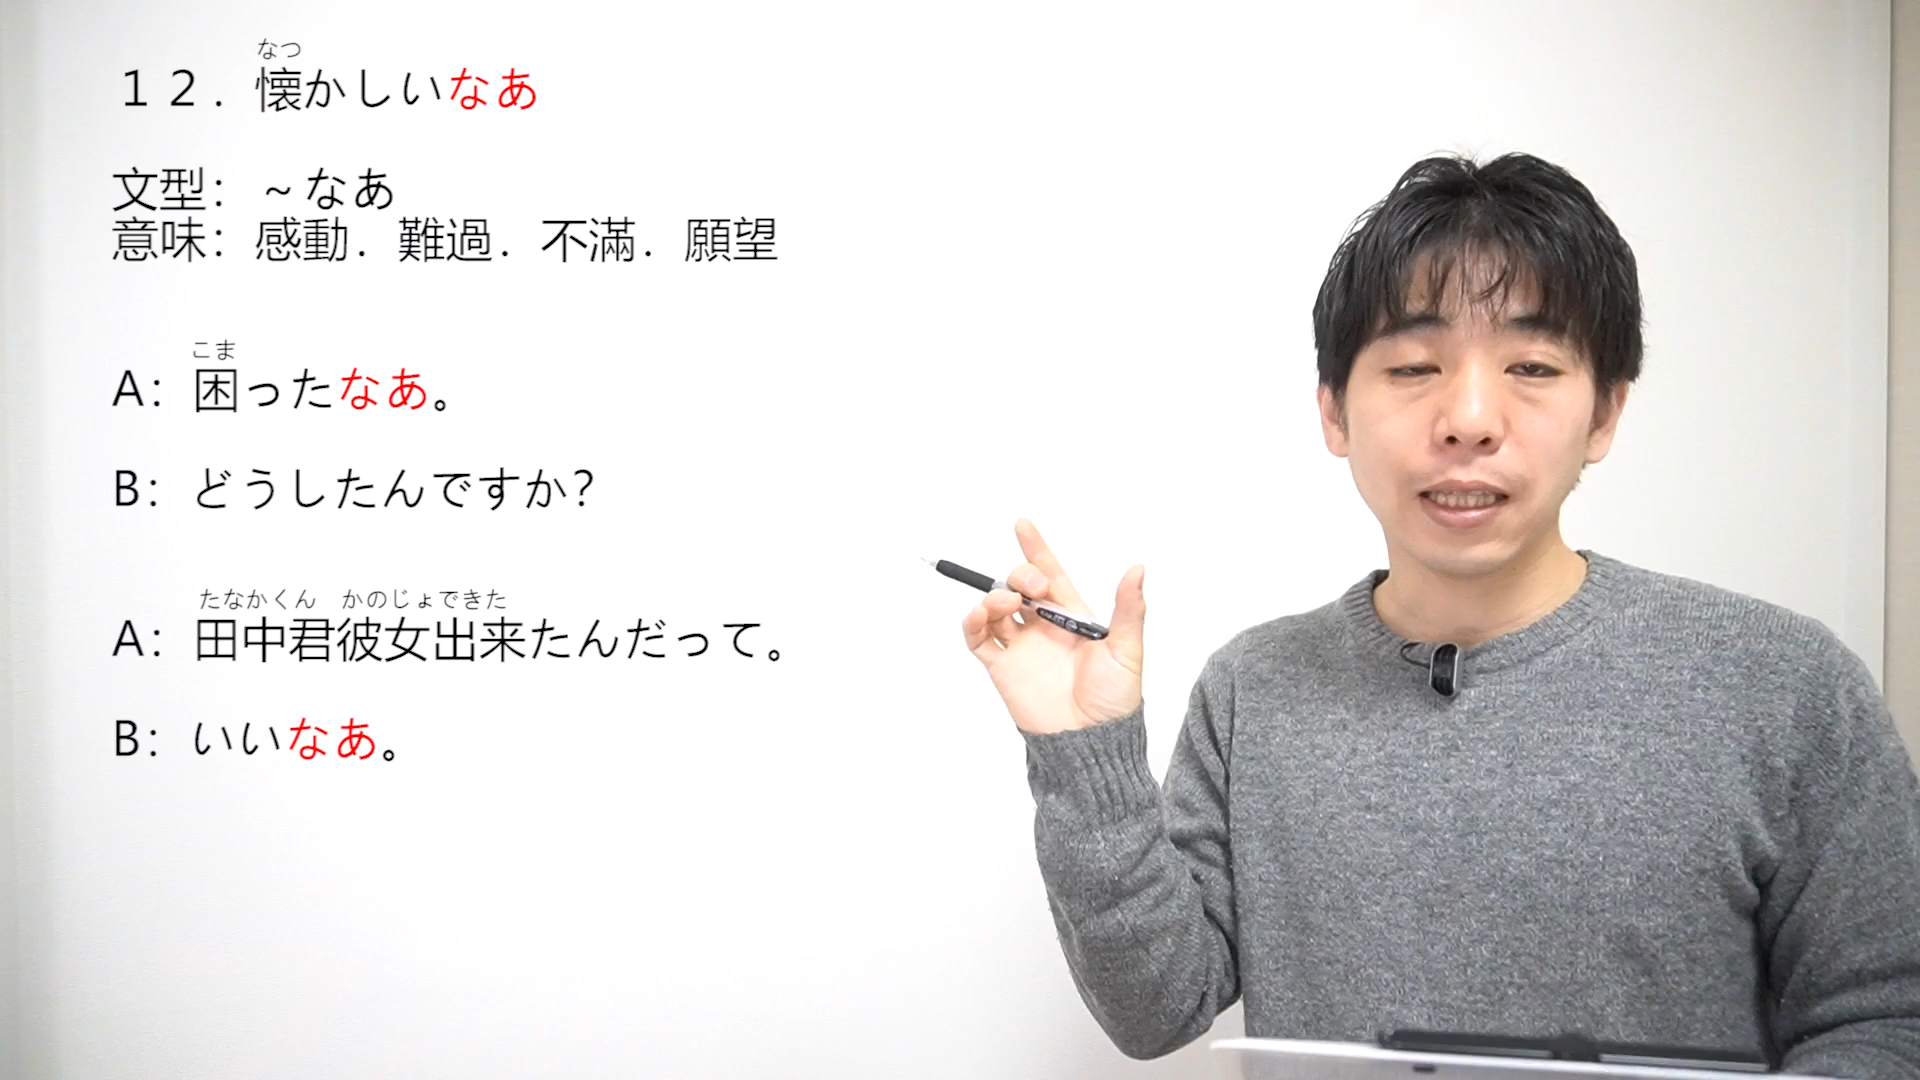 なつ
１２．懐かしいなあ
文型：～なあ
意味：感動．難過．不滿．願望
こま
A：困ったなあ。
B：どうしたんですか？
たなかくん　かのじょできた
A：田中君彼女出来たんだって。
B：いいなあ。